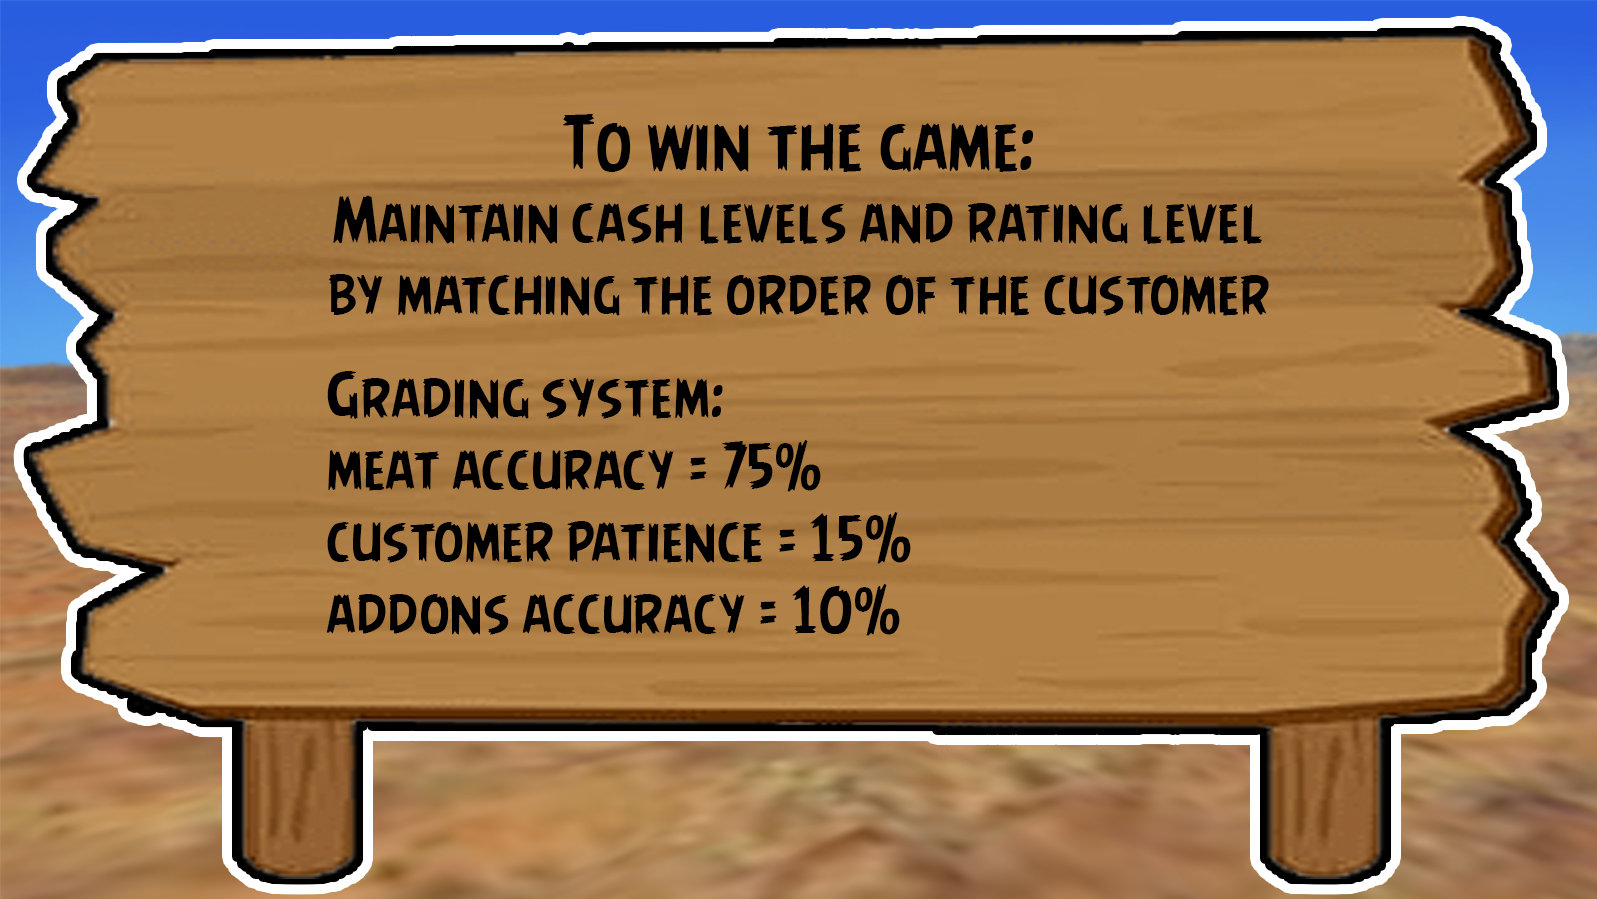 To win the game:
Maintain cash levels and rating level
by matching the order of the customer
Grading system:
meat accuracy = 75%
customer patience = 15%
addons accuracy = 10%